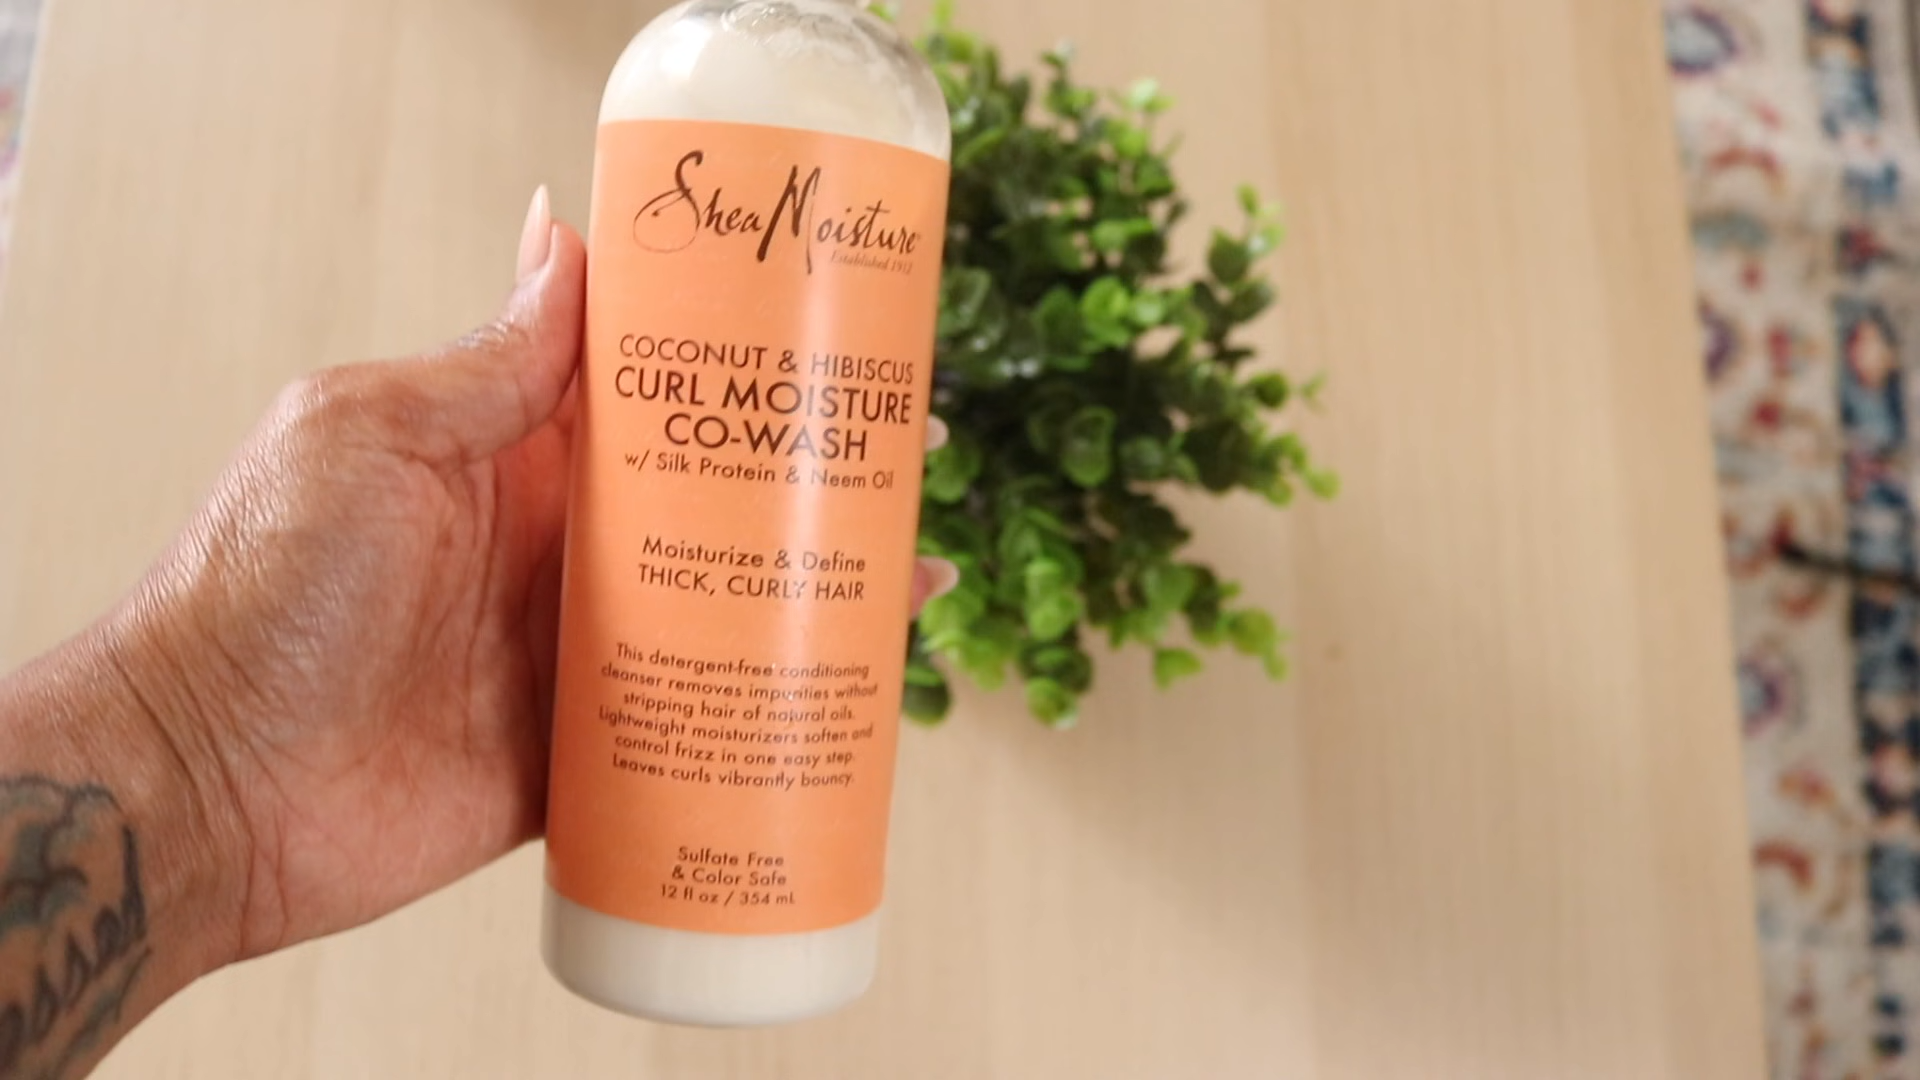 SheaMoisture
Established 1912
COCONUT & HIBISCUS
CURL MOISTURE
CO-WASH
w/ Silk Protein & Neem Oil
Moisturize & Define
THICK, CURLY HAIR
This detergent-free conditioning
cleanser removes impurities without
stripping hair of natural oils.
Lightweight moisturizers soften and
control frizz in one easy step.
Leaves curls vibrantly bouncy.
Sulfate Free
& Color Safe
12 fl oz / 354 mL